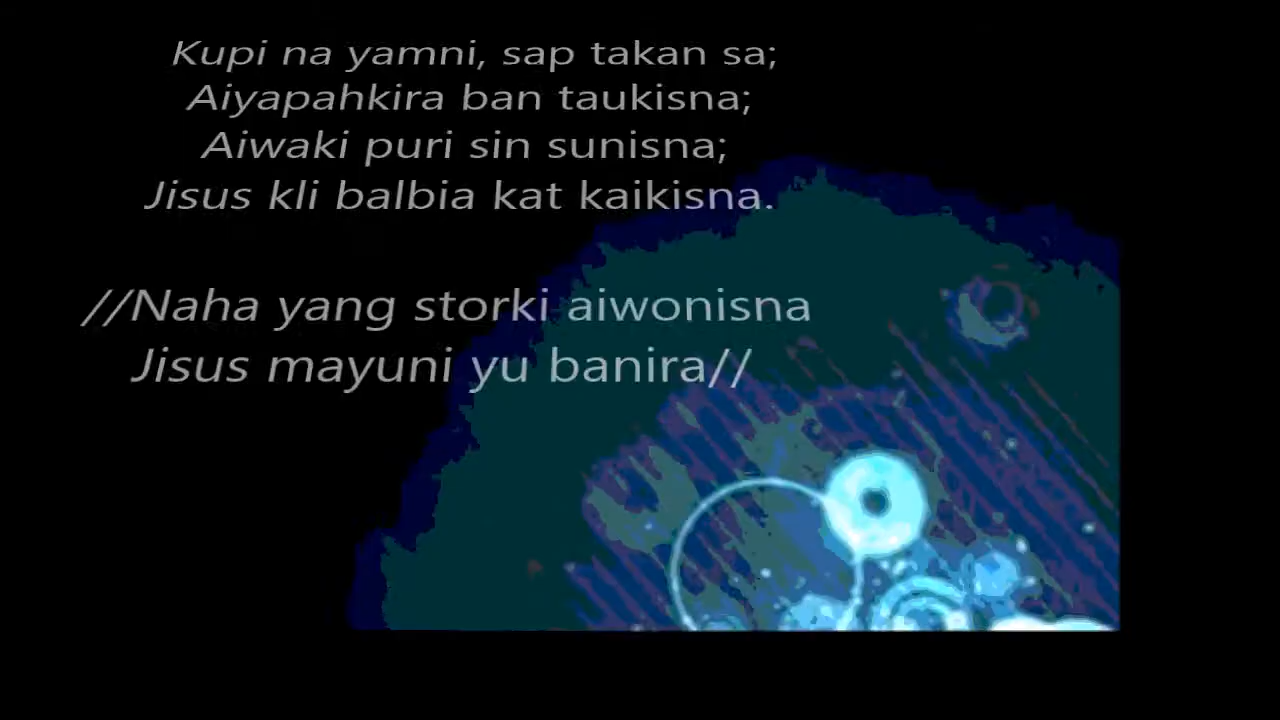 Kupi na yamni, sap takan sa;
Aiyapahkira ban taukisna;
Aiwaki puri sin sunisna;
Jisus kli balbia kat kaikisna.
//Naha yang storki aiwonisna
Jisus mayuni yu banira//